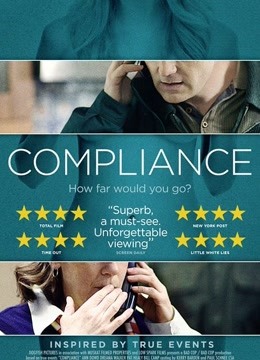 COMPLIANCE
How far would you go?
"Superb,
a must-see.
Unforgettable
viewing"
SCREEN DAILY
TOTAL FILM
NEW YORK POST
TIME OUT
LITTLE WHITE LIES
INSPIRED BY TRUE EVENTS